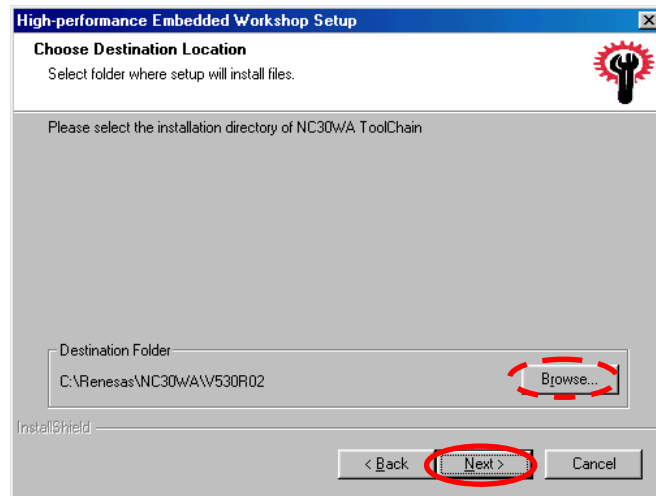 High-performance Embedded Workshop Setup
Choose Destination Location
Select folder where setup will install files.
Please select the installation directory of NC30WA ToolChain
Destination Folder
C:\Renesas\NC30WA\V530R02
Browse...
InstallShield
< Back Next > Cancel